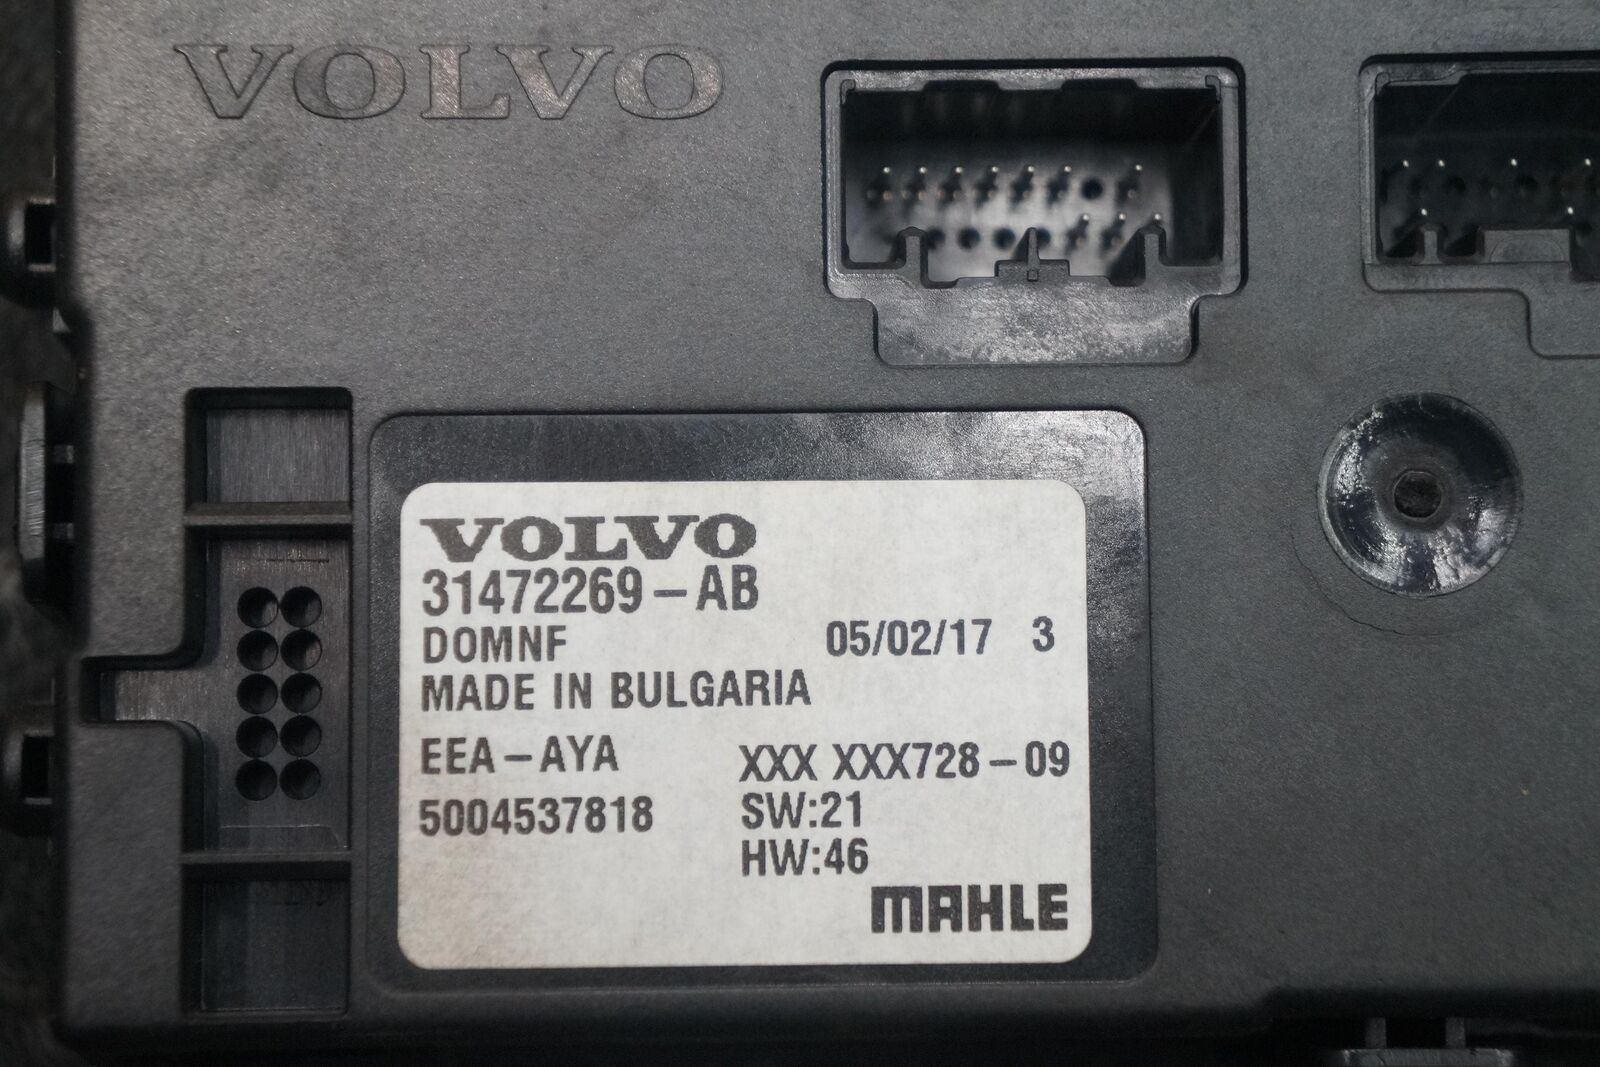 VOLVO
VOLVO
31472269-AB
DOMNF 05/02/17 3
MADE IN BULGARIA
EEA-AYA XXX XXX728-09
5004537818 SW:21
HW:46
MAHLE